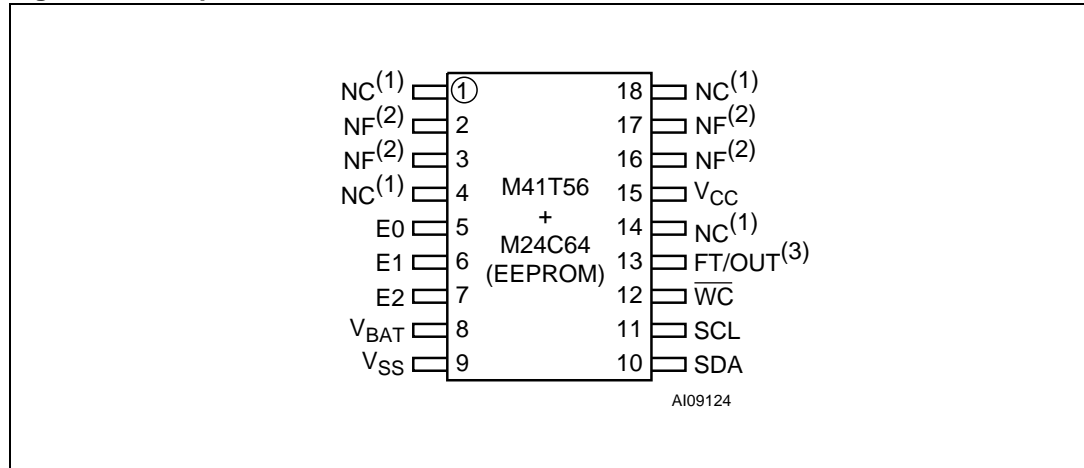 NC(1) 1 18 NC(1)
NF(2) 2 17 NF(2)
NF(2) 3 16 NF(2)
NC(1) 4 M41T56 15 VCC
E0 5 + 14 NC(1)
E1 6 M24C64 13 FT/OUT(3)
(EEPROM)
E2 7 12 W̅C̅
VBAT 8 11 SCL
VSS 9 10 SDA
AI09124